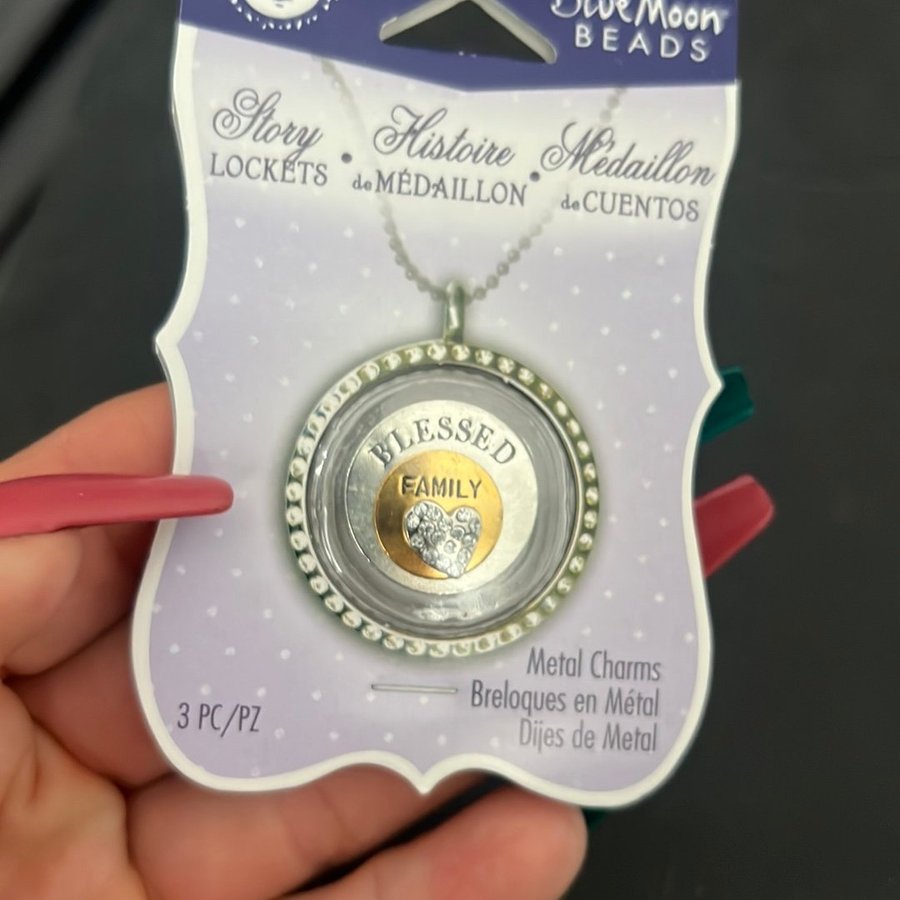 Blue Moon
BEADS
Story
LOCKETS
Histoire
de MÉDAILLON
Médaillon
de CUENTOS
BLESSED
FAMILY
Metal Charms
Breloques en Métal
Dijes de Metal
3 PC/PZ